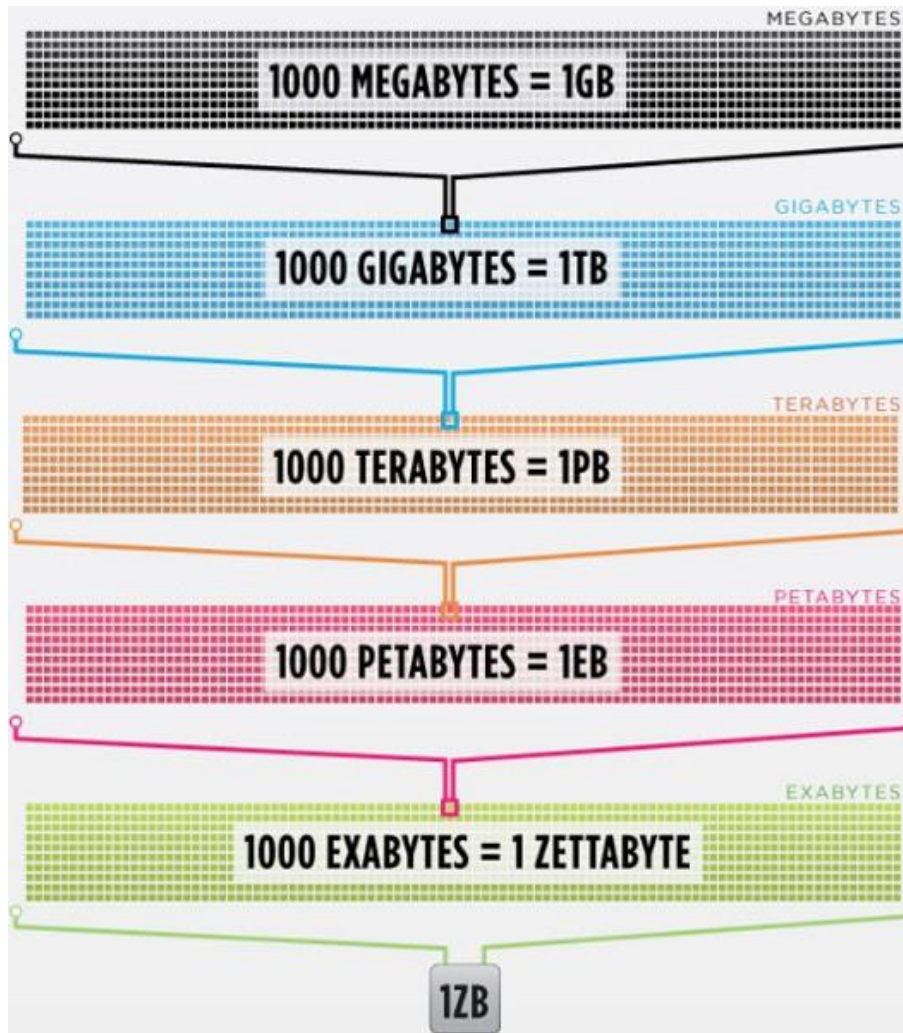 MEGABYTES
1000 MEGABYTES = 1GB
GIGABYTES
1000 GIGABYTES = 1TB
TERABYTES
1000 TERABYTES = 1PB
PETABYTES
1000 PETABYTES = 1EB
EXABYTES
1000 EXABYTES = 1 ZETTABYTE
1ZB